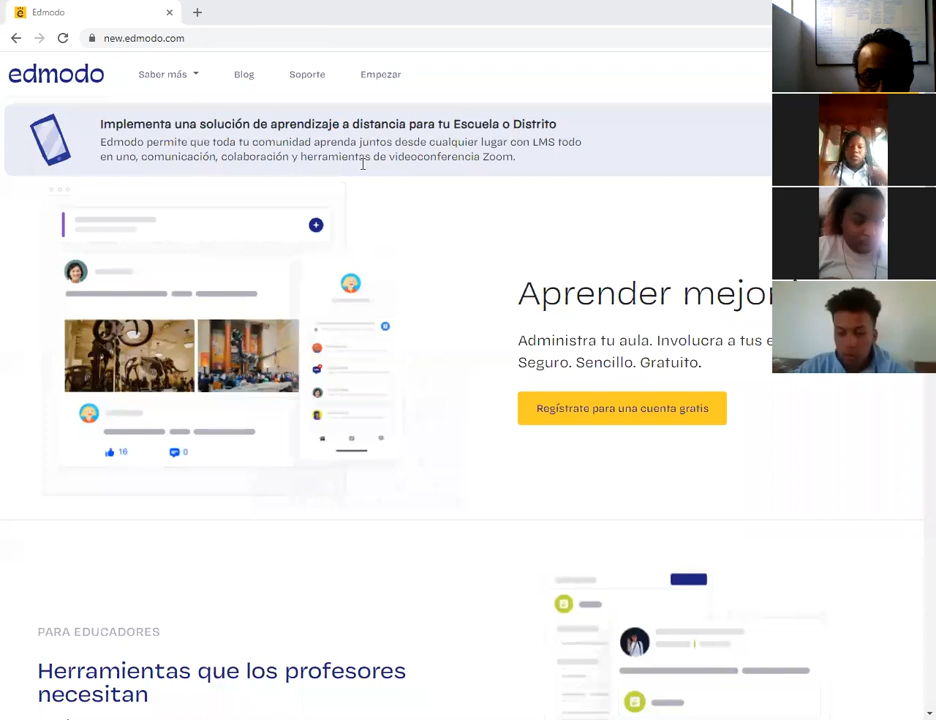 Edmodo
new.edmodo.com
edmodo
Saber más
Blog
Soporte
Empezar
Implementa una solución de aprendizaje a distancia para tu Escuela o Distrito
Edmodo permite que toda tu comunidad aprenda juntos desde cualquier lugar con LMS todo
en uno, comunicación, colaboración y herramientas de videoconferencia Zoom.
16
0
Aprender mejor
Administra tu aula. Involucra a tus e
Seguro. Sencillo. Gratuito.
Regístrate para una cuenta gratis
PARA EDUCADORES
Herramientas que los profesores
necesitan